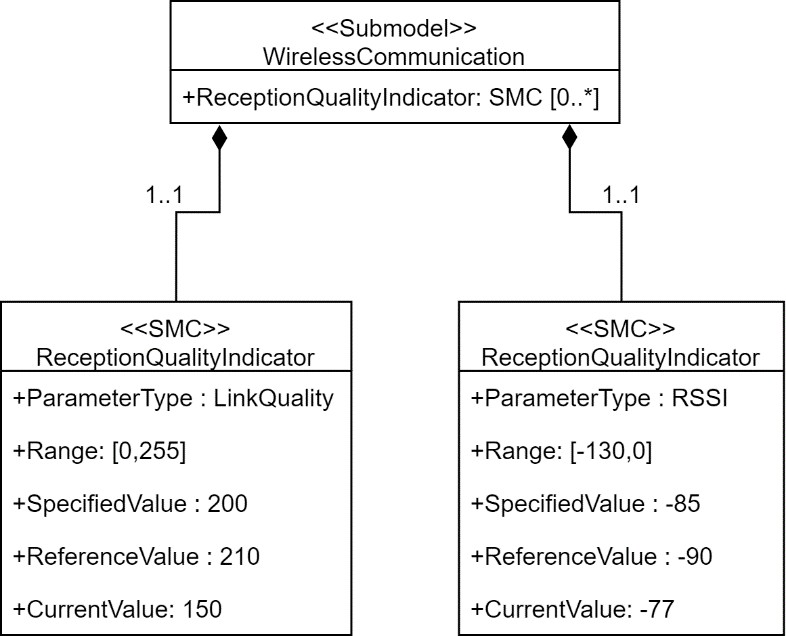 <<Submodel>>
WirelessCommunication
+ReceptionQualityIndicator: SMC [0..*]
1..1
1..1
<<SMC>>
ReceptionQualityIndicator
+ParameterType : LinkQuality
+Range: [0,255]
+SpecifiedValue : 200
+ReferenceValue : 210
+CurrentValue: 150
<<SMC>>
ReceptionQualityIndicator
+ParameterType : RSSI
+Range: [-130,0]
+SpecifiedValue : -85
+ReferenceValue : -90
+CurrentValue: -77